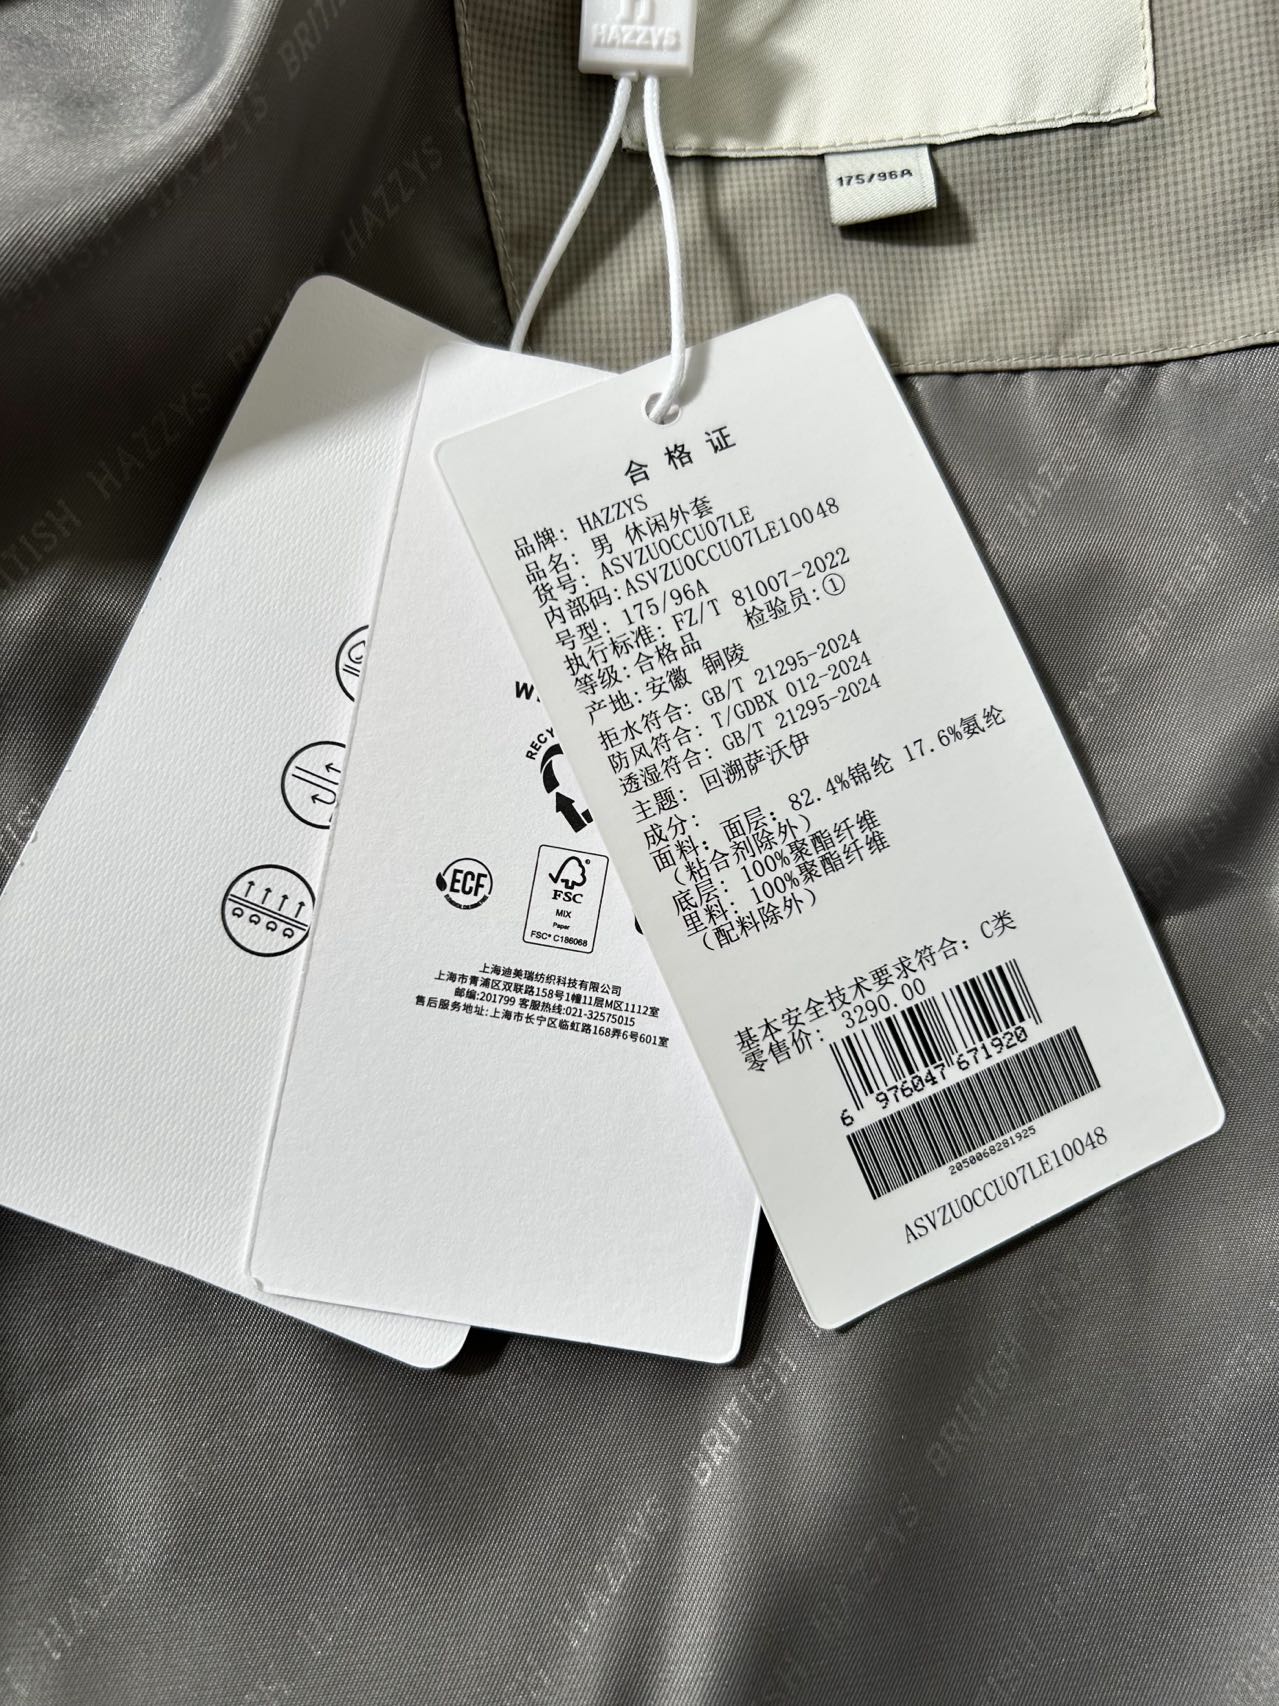 HAZZYS
175/96A
合格证
品牌: HAZZYS
品名: 男 休闲外套
货号: ASVZU0CCU07LE
内部码:ASVZU0CCU07LE10048
号型: 175/96A
执行标准: FZ/T 81007-2022
等级:合格品 检验员:①
产地:安徽 铜陵
拒水符合: GB/T 21295-2024
防风符合: T/GDBX 012-2024
透湿符合: GB/T 21295-2024
主题: 回溯萨沃伊
成分:
面料: 面层: 82.4%锦纶 17.6%氨纶
(粘合剂除外)
底层: 100%聚酯纤维
里料: 100%聚酯纤维
(配料除外)
基本安全技术要求符合: C类
零售价: 3290.00
6 976047 671920
2050068281925
ASVZU0CCU07LE10048
RECY
ECF
FSC
MIX
Paper
FSC® C186068
上海迪美瑞纺织科技有限公司
上海市青浦区双联路158号1幢11层M区1112室
邮编:201799 客服热线:021-32575015
售后服务地址:上海市长宁区临虹路168弄6号601室
BRITISH HAZZYS
HAZZYS
BRITISH HAZZYS
BRITISH
HAZZYS
BRITISH
HAZZYS